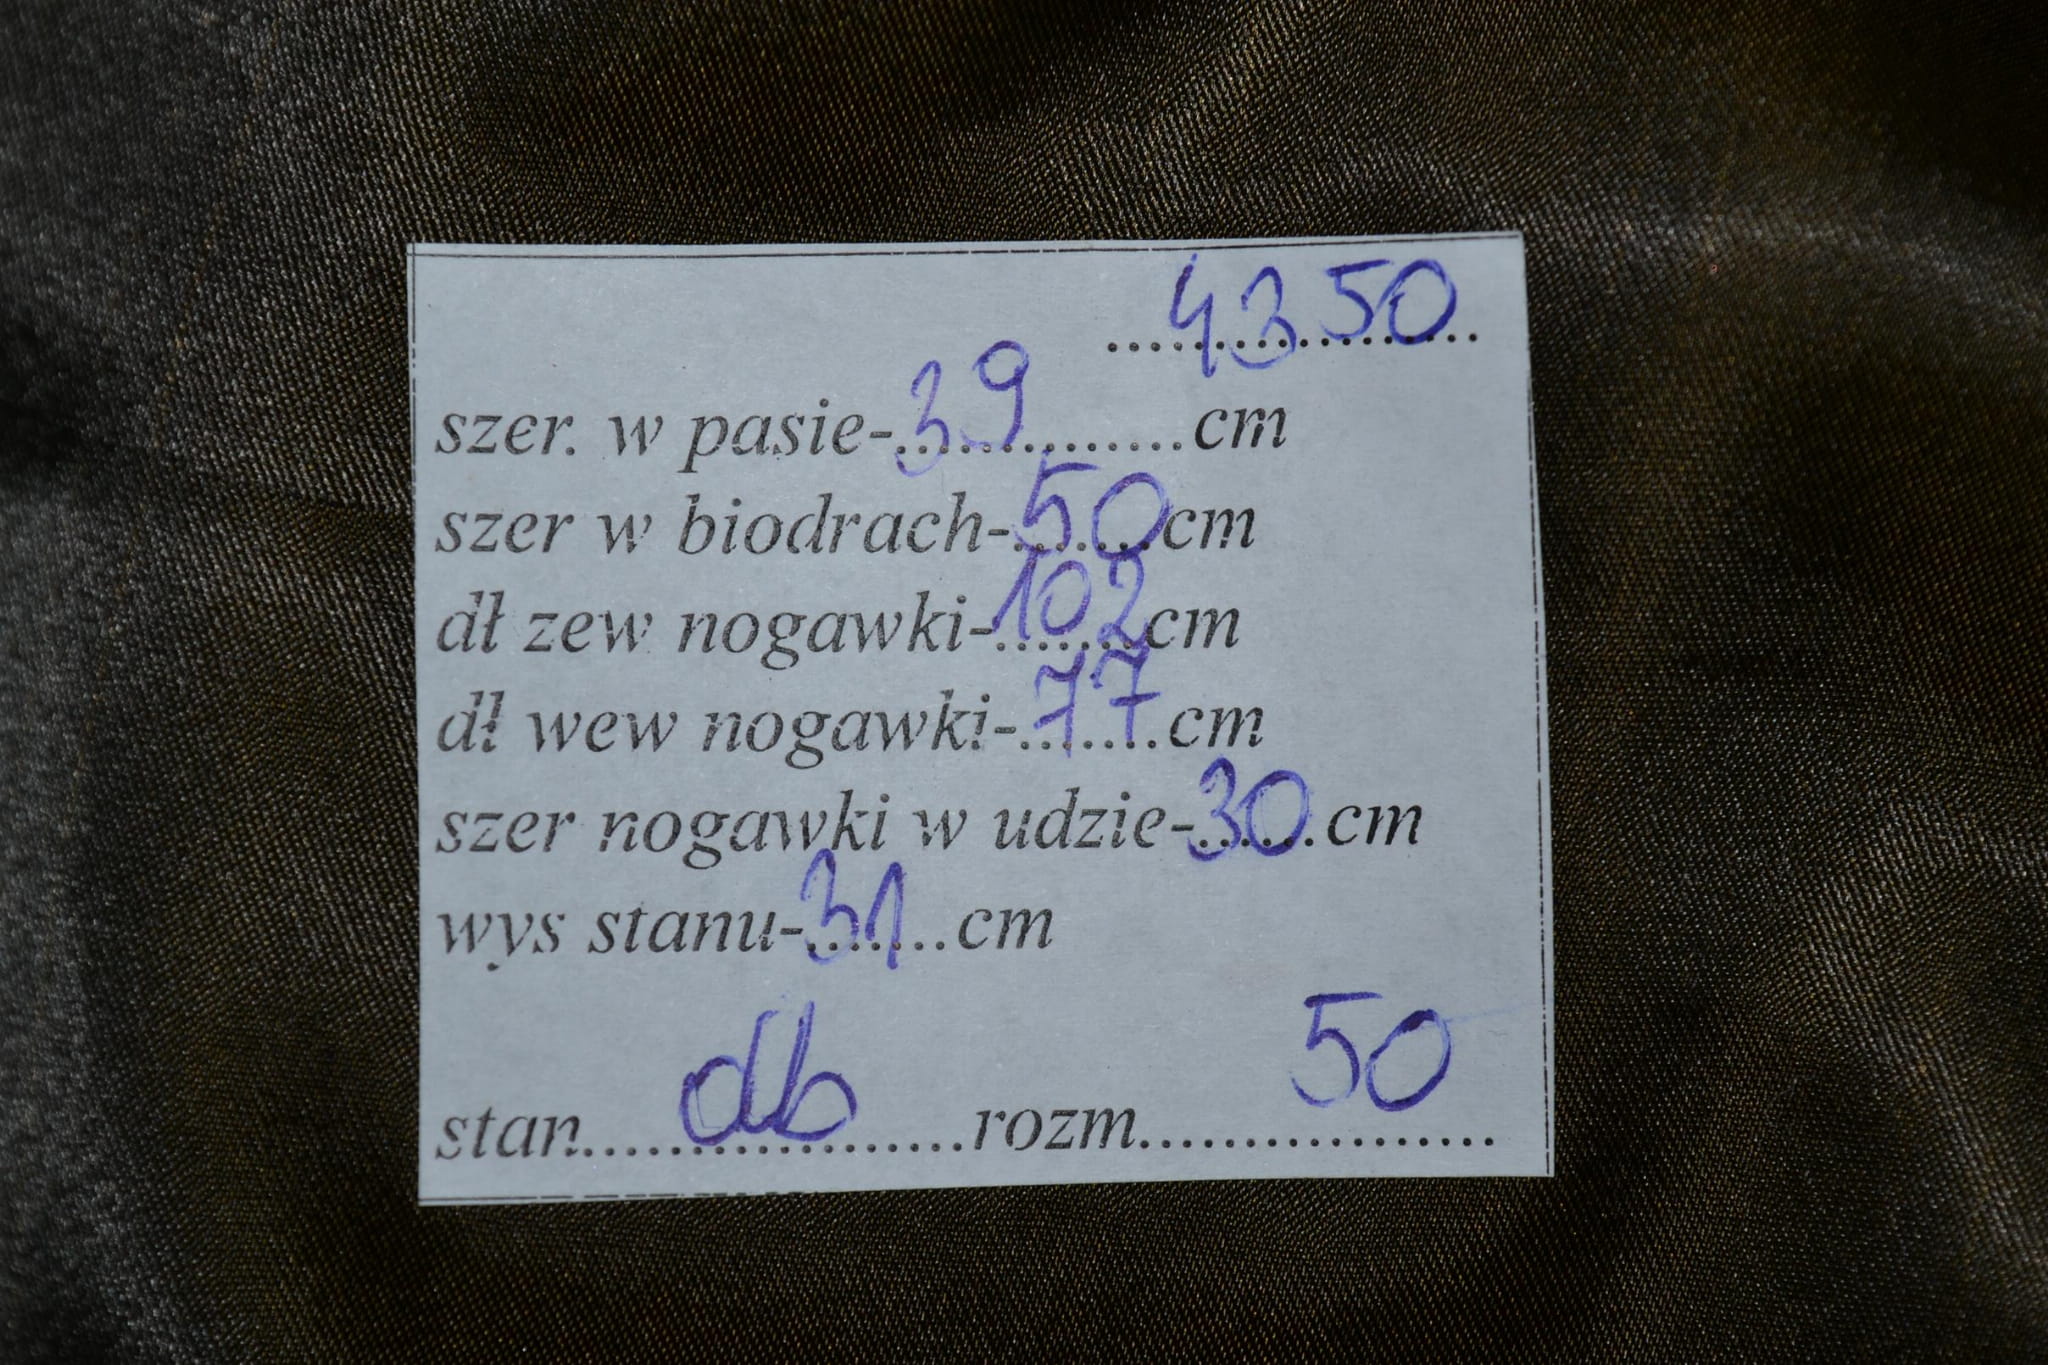 4350
szer. w pasie-39cm
szer w biodrach-50cm
dł zew nogawki-102cm
dł wew nogawki-77cm
szer nogawki w udzie-30cm
wys stanu-31cm
stan db rozm 50